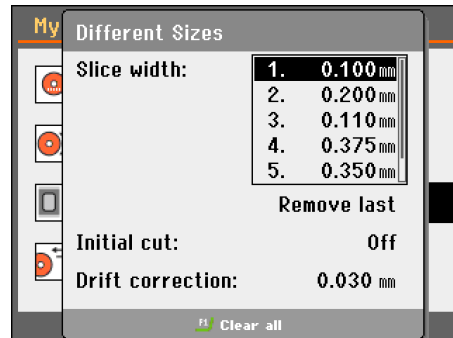 My
Different Sizes
Slice width:
1. 0.100 mm
2. 0.200 mm
3. 0.110 mm
4. 0.375 mm
5. 0.350 mm
Remove last
Initial cut: Off
Drift correction: 0.030 mm
F1 Clear all